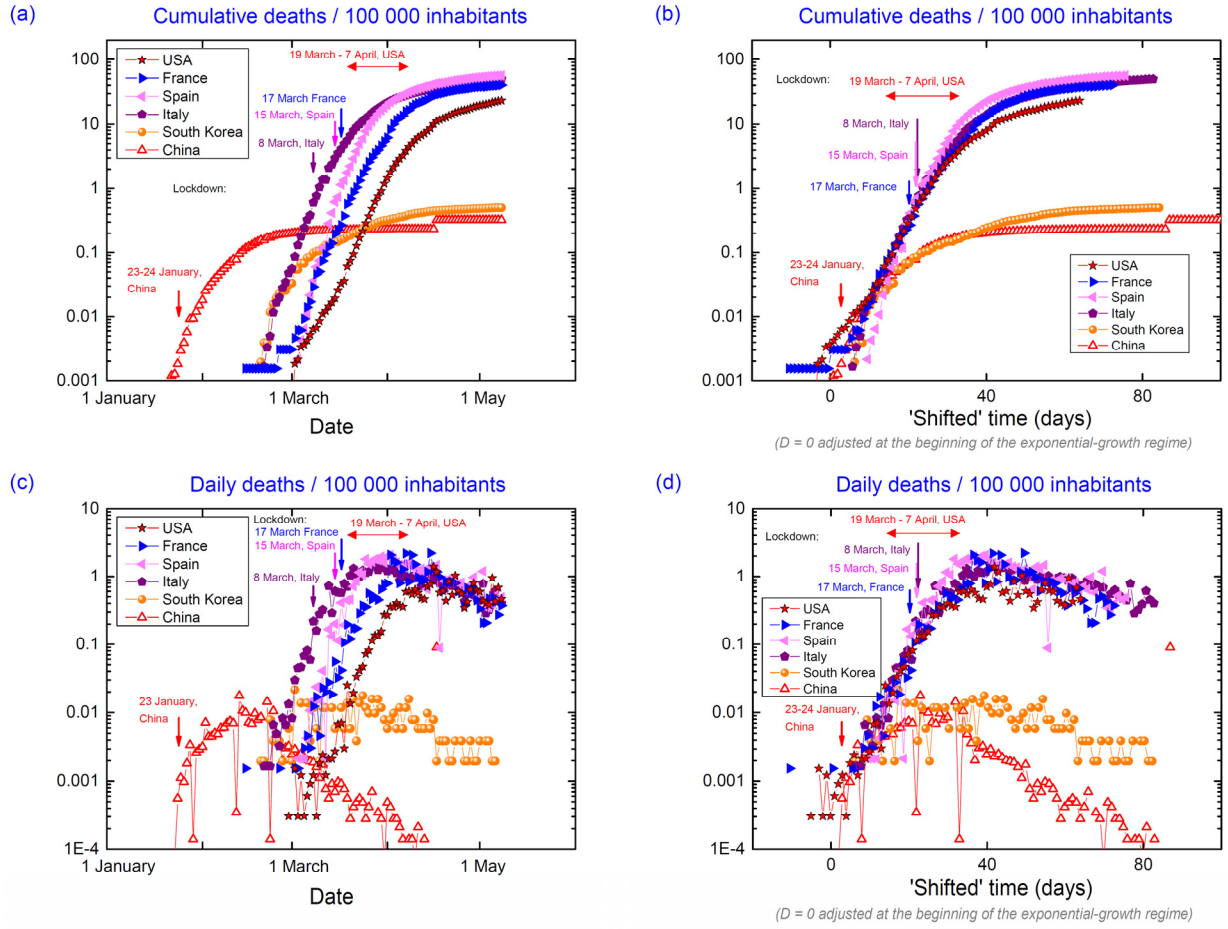 (a)
Cumulative deaths / 100 000 inhabitants
100
10
1
0.1
0.01
0.001
USA
France
Spain
Italy
South Korea
China
19 March - 7 April, USA
17 March France
15 March, Spain
8 March, Italy
Lockdown:
23-24 January,
China
1 January
1 March
1 May
Date
(b)
Cumulative deaths / 100 000 inhabitants
100
10
1
0.1
0.01
0.001
Lockdown:
19 March - 7 April, USA
8 March, Italy
15 March, Spain
17 March, France
23-24 January,
China
USA
France
Spain
Italy
South Korea
China
0
40
80
'Shifted' time (days)
(D = 0 adjusted at the beginning of the exponential-growth regime)
(c)
Daily deaths / 100 000 inhabitants
10
1
0.1
0.01
0.001
1E-4
USA
France
Spain
Italy
South Korea
China
Lockdown:
17 March France
15 March, Spain
19 March - 7 April, USA
8 March, Italy
23 January,
China
1 January
1 March
1 May
Date
(d)
Daily deaths / 100 000 inhabitants
10
1
0.1
0.01
0.001
1E-4
19 March - 7 April, USA
Lockdown:
8 March, Italy
15 March, Spain
17 March, France
USA
France
Spain
Italy
South Korea
China
23-24 January,
China
0
40
80
'Shifted' time (days)
(D = 0 adjusted at the beginning of the exponential-growth regime)